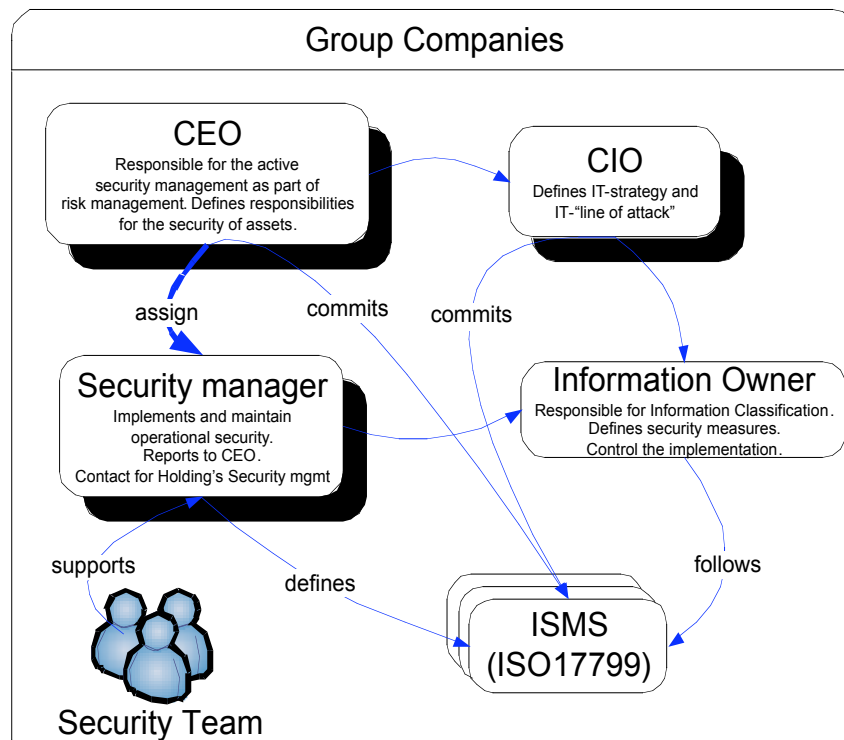 Group Companies
CEO
Responsible for the active
security management as part of
risk management. Defines responsibilities
for the security of assets.
CIO
Defines IT-strategy and
IT-“line of attack”
assign
commits
commits
Security manager
Implements and maintain
operational security.
Reports to CEO.
Contact for Holding’s Security mgmt
Information Owner
Responsible for Information Classification.
Defines security measures.
Control the implementation.
supports
defines
follows
ISMS
(ISO17799)
Security Team